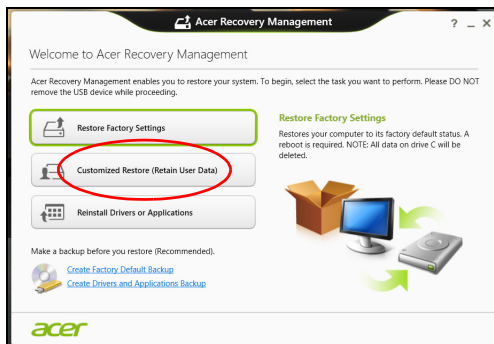 Acer Recovery Management
? _ X
Welcome to Acer Recovery Management
Acer Recovery Management enables you to restore your system. To begin, select the task you want to perform. Please DO NOT
remove the USB device while proceeding.
Restore Factory Settings
Customized Restore (Retain User Data)
Reinstall Drivers or Applications
Restore Factory Settings
Restores your computer to its factory default status. A
reboot is required. NOTE: All data on drive C will be
deleted.
Make a backup before you restore (Recommended).
Create Factory Default Backup
Create Drivers and Applications Backup
acer